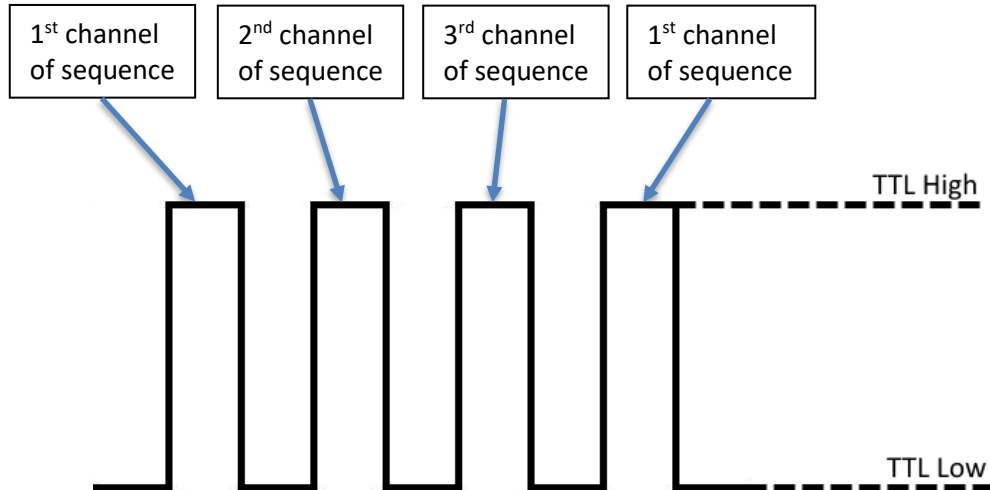 1st channel
of sequence
2nd channel
of sequence
3rd channel
of sequence
1st channel
of sequence
TTL High
TTL Low